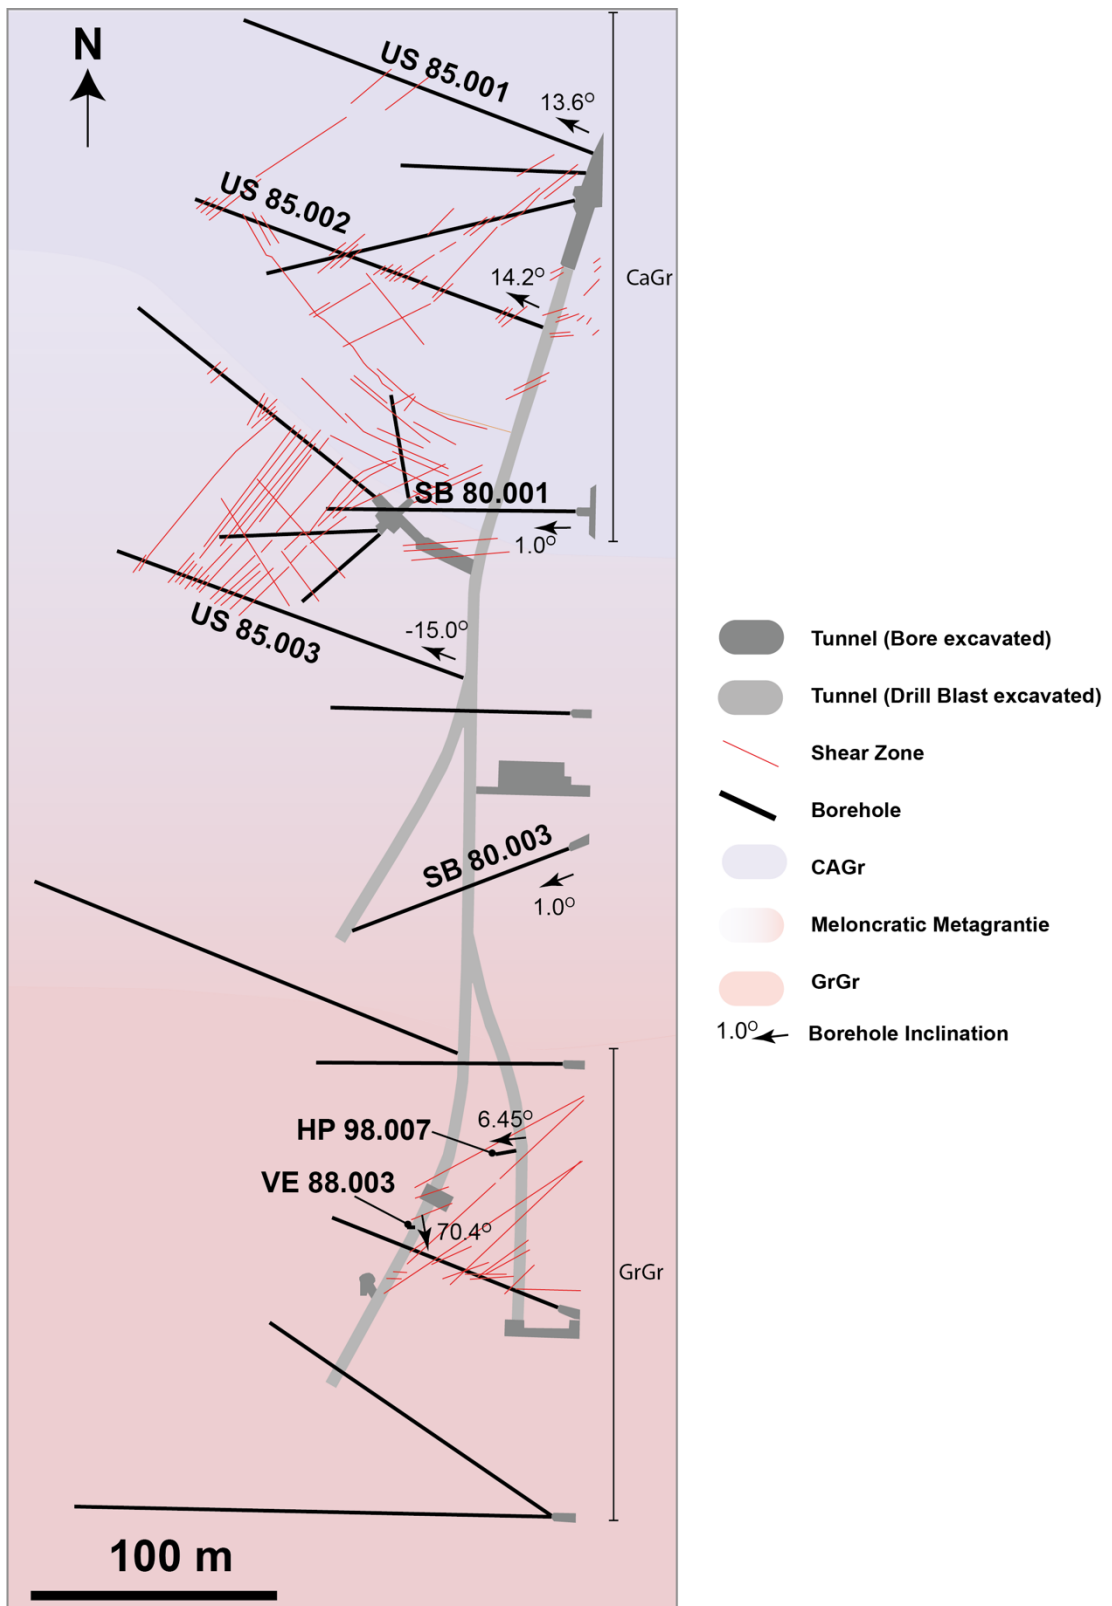 N
US 85.001
13.6°
US 85.002
14.2°
CaGr
SB 80.001
1.0°
US 85.003
-15.0°
SB 80.003
1.0°
HP 98.007
6.45°
VE 88.003
70.4°
GrGr
100 m
Tunnel (Bore excavated)
Tunnel (Drill Blast excavated)
Shear Zone
Borehole
CAGr
Meloncratic Metagrantie
GrGr
1.0° Borehole Inclination